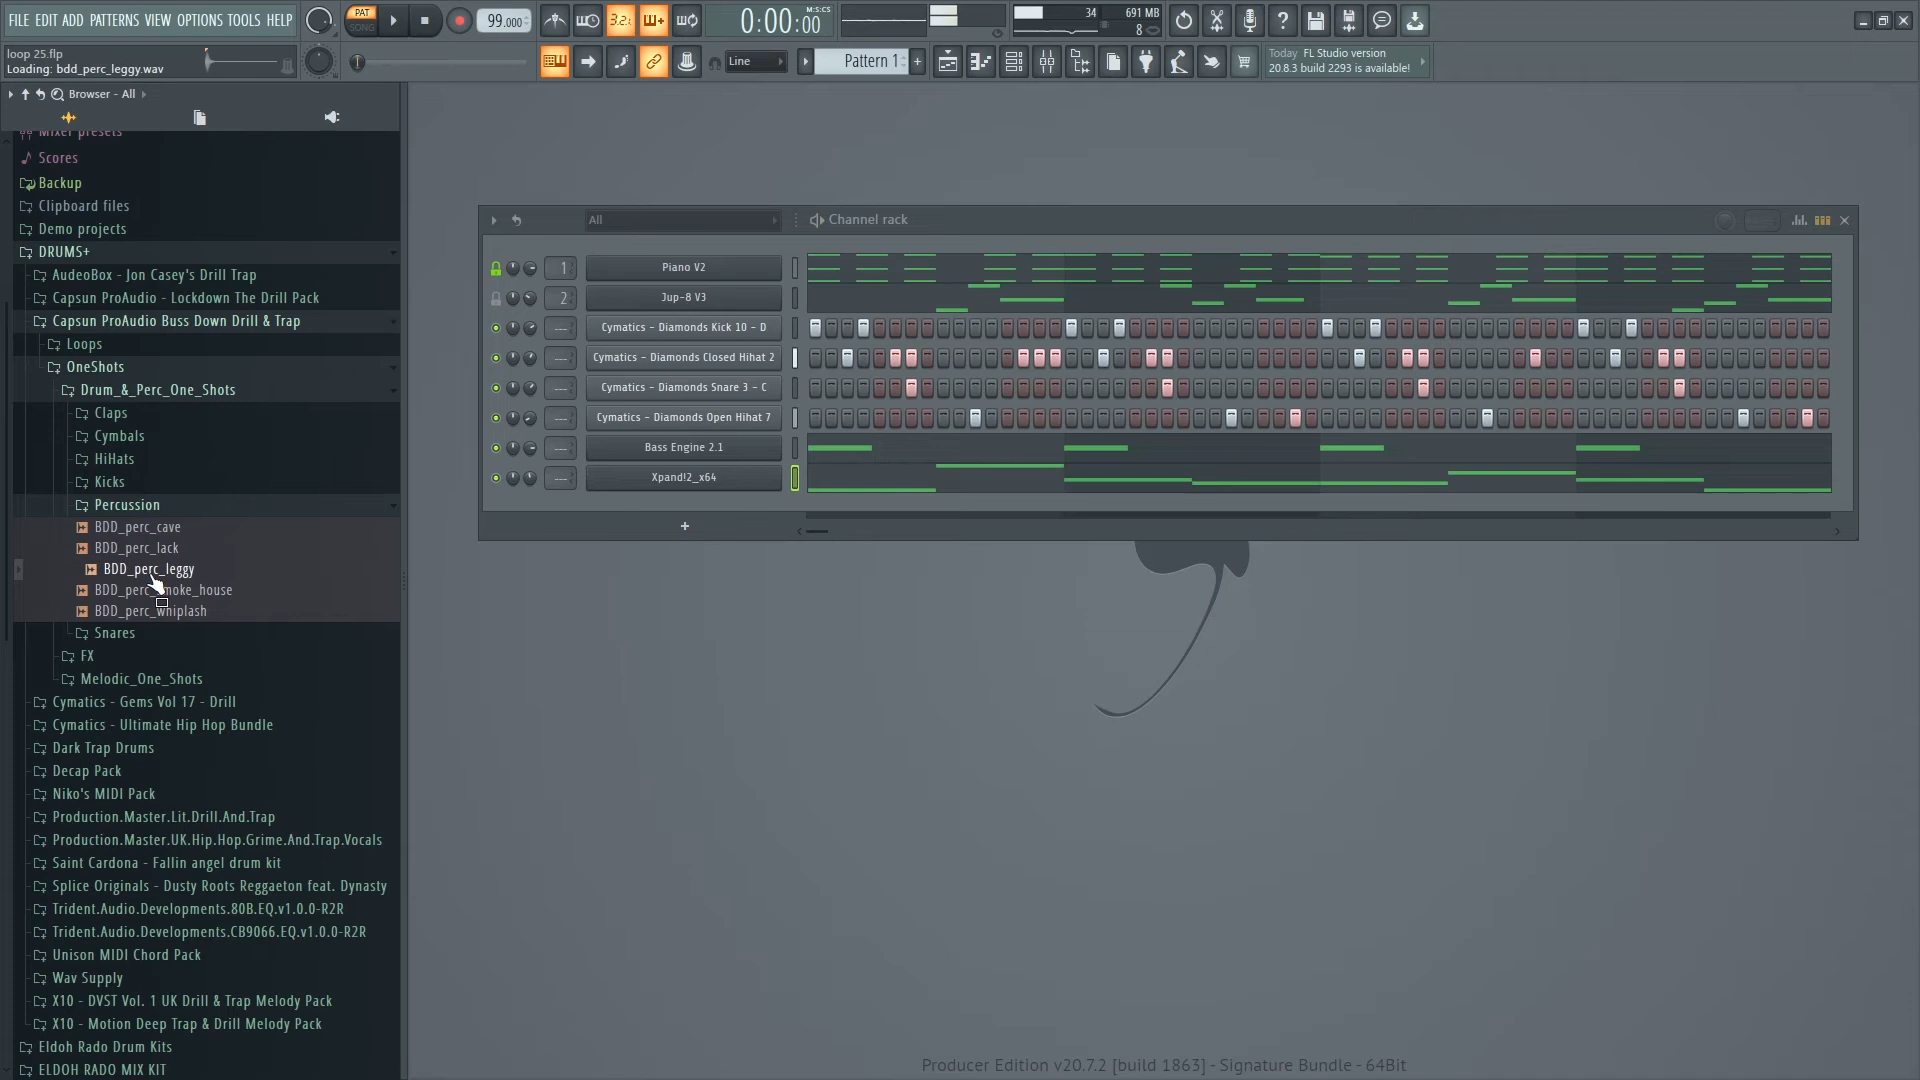 FILE EDIT ADD PATTERNS VIEW OPTIONS TOOLS HELP
PAT
SONG
99.000
3.2.1
0:00:00
M:S:CS
34
691 MB
8
loop 25.flp
Loading: bdd_perc_leggy.wav
Line
Pattern 1
+
Today FL Studio version
20.8.3 build 2293 is available!
Browser - All
Mixer presets
Scores
Backup
Clipboard files
Demo projects
DRUMS+
AudeoBox - Jon Casey's Drill Trap
Capsun ProAudio - Lockdown The Drill Pack
Capsun ProAudio Buss Down Drill & Trap
Loops
OneShots
Drum_&_Perc_One_Shots
Claps
Cymbals
HiHats
Kicks
Percussion
BDD_perc_cave
BDD_perc_lack
BDD_perc_leggy
BDD_perc_smoke_house
BDD_perc_whiplash
Snares
FX
Melodic_One_Shots
Cymatics - Gems Vol 17 - Drill
Cymatics - Ultimate Hip Hop Bundle
Dark Trap Drums
Decap Pack
Niko's MIDI Pack
Production.Master.Lit.Drill.And.Trap
Production.Master.UK.Hip.Hop.Grime.And.Trap.Vocals
Saint Cardona - Fallin angel drum kit
Splice Originals - Dusty Roots Reggaeton feat. Dynasty
Trident.Audio.Developments.80B.EQ.v1.0.0-R2R
Trident.Audio.Developments.CB9066.EQ.v1.0.0-R2R
Unison MIDI Chord Pack
Wav Supply
X10 - DVST Vol. 1 UK Drill & Trap Melody Pack
X10 - Motion Deep Trap & Drill Melody Pack
Eldoh Rado Drum Kits
ELDOH RADO MIX KIT
All
Channel rack
1
Piano V2
2
Jup-8 V3
--- Cymatics - Diamonds Kick 10 - D
--- Cymatics - Diamonds Closed Hihat 2
--- Cymatics - Diamonds Snare 3 - C
--- Cymatics - Diamonds Open Hihat 7
--- Bass Engine 2.1
--- Xpand!2_x64
+
Producer Edition v20.7.2 [build 1863] - Signature Bundle - 64Bit